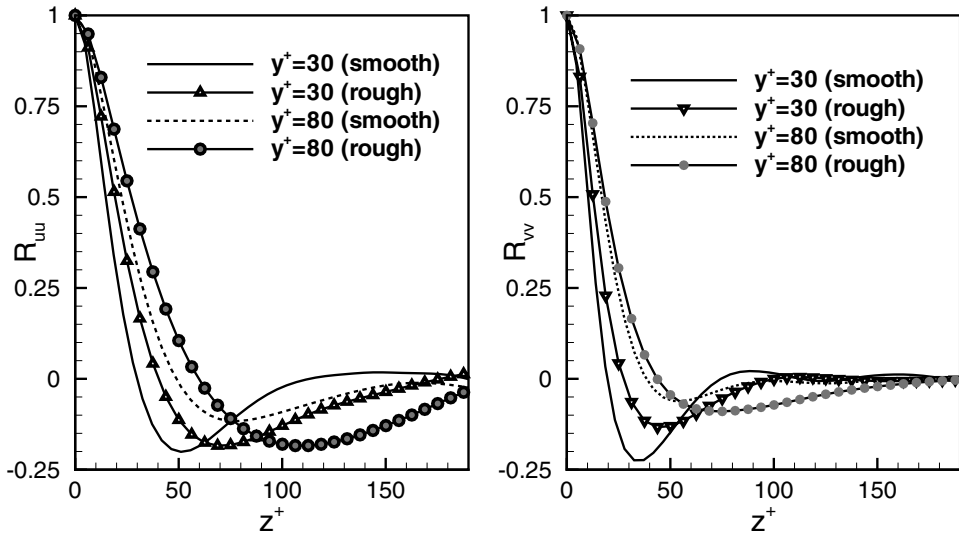 1
0.75
0.5
0.25
0
-0.25
R_uu
0
50
100
150
z^+
y^+=30 (smooth)
y^+=30 (rough)
y^+=80 (smooth)
y^+=80 (rough)
1
0.75
0.5
0.25
0
-0.25
R_vv
0
50
100
150
z^+
y^+=30 (smooth)
y^+=30 (rough)
y^+=80 (smooth)
y^+=80 (rough)